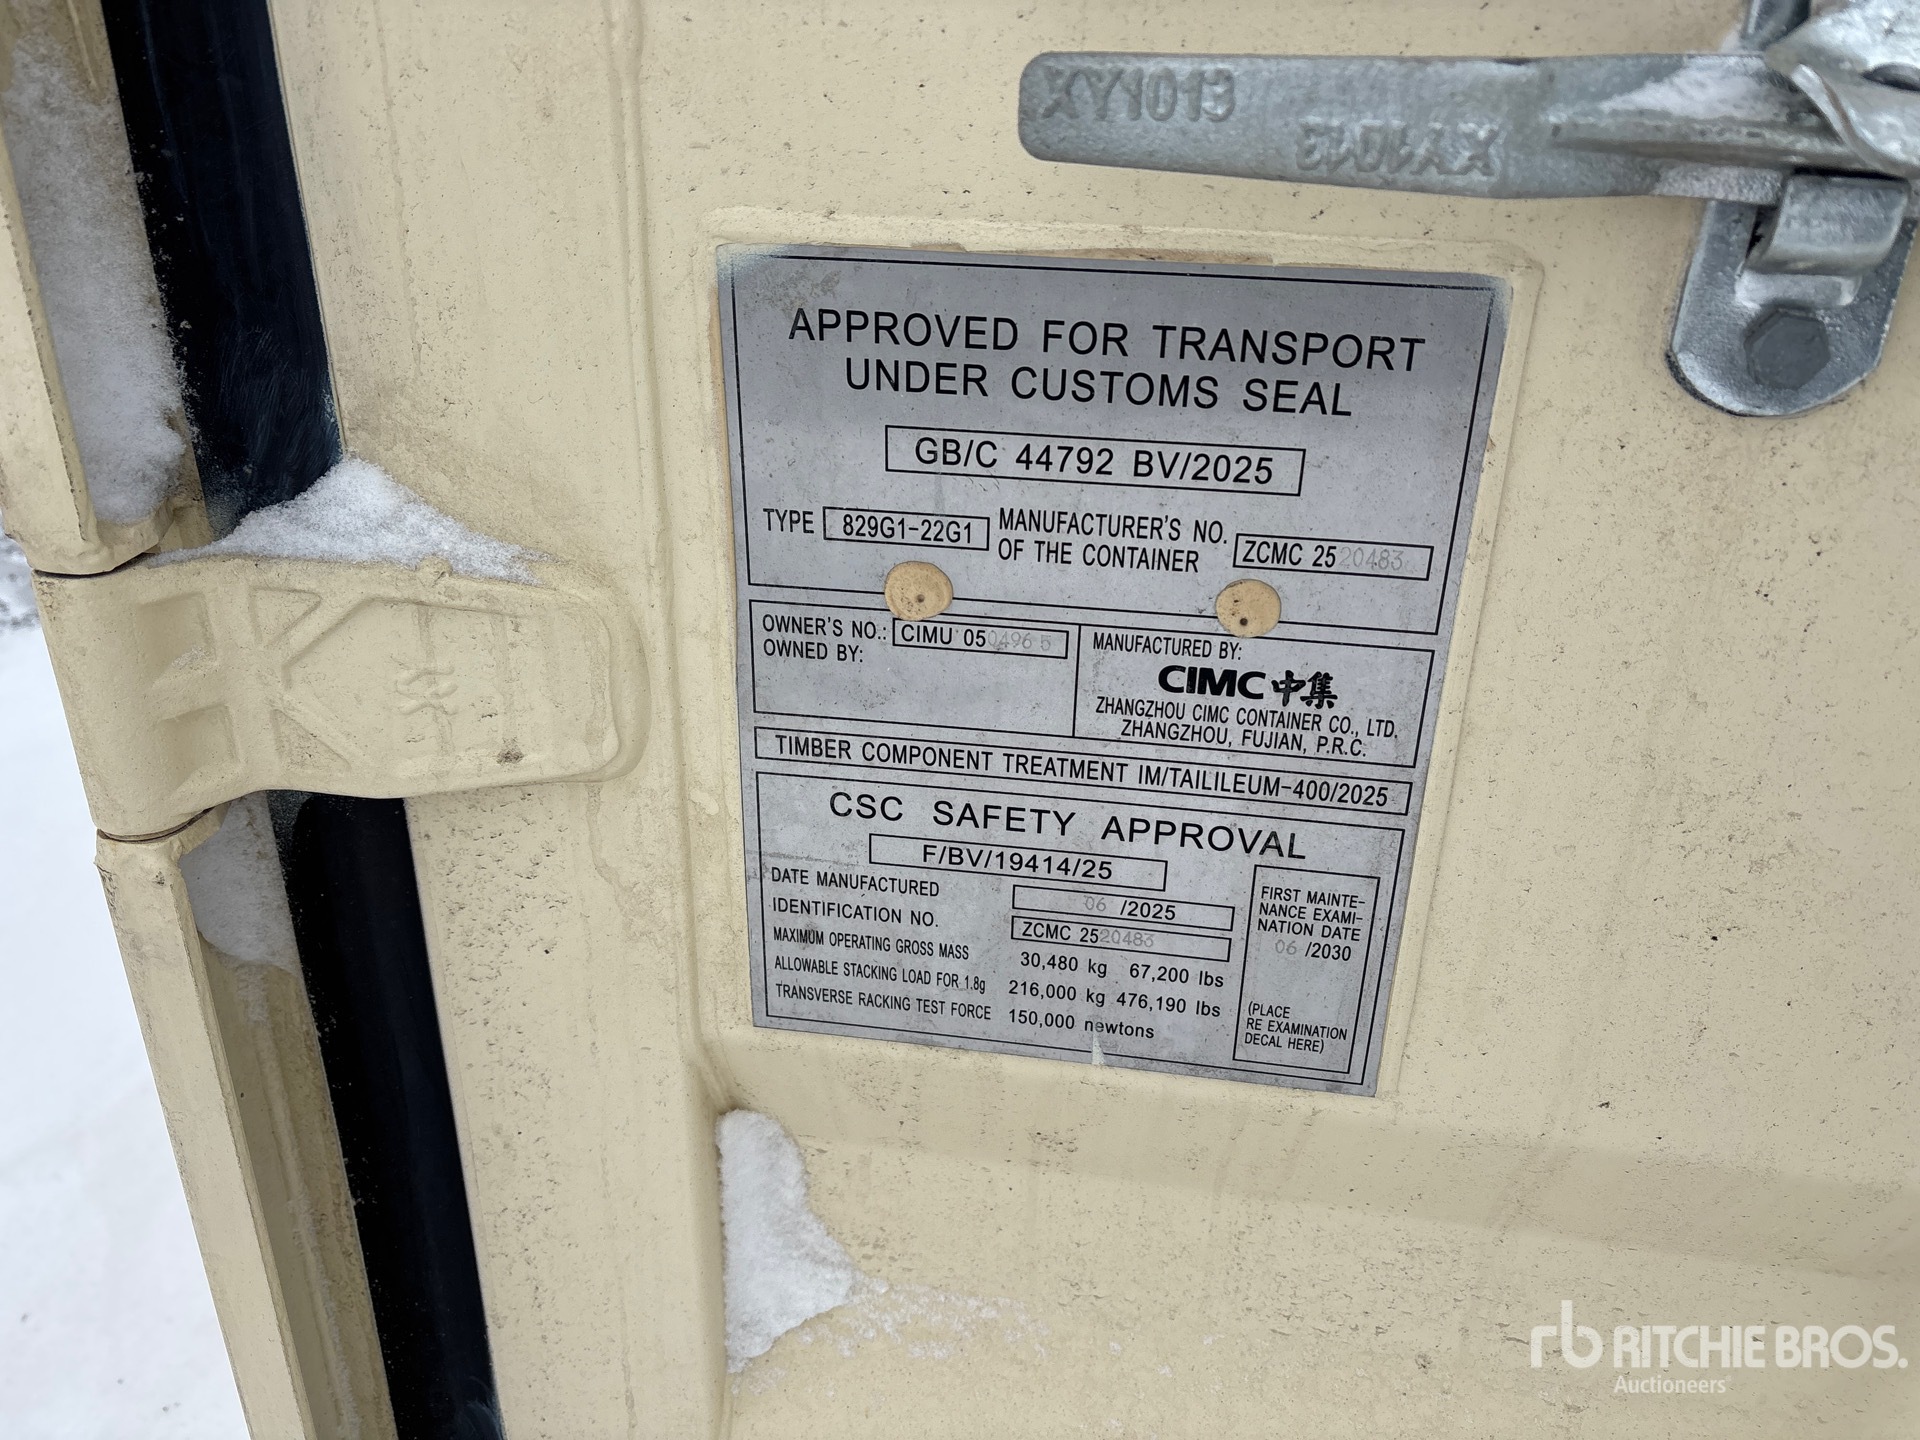 XY1013
XY1013
APPROVED FOR TRANSPORT
UNDER CUSTOMS SEAL
GB/C 44792 BV/2025
TYPE 829G1-22G1
MANUFACTURER'S NO.
OF THE CONTAINER
ZCMC 2520483
OWNER'S NO.: CIMU 050496 5
OWNED BY:
MANUFACTURED BY:
CIMC 中集
ZHANGZHOU CIMC CONTAINER CO., LTD.
ZHANGZHOU, FUJIAN, P.R.C.
TIMBER COMPONENT TREATMENT IM/TAILILEUM-400/2025
CSC SAFETY APPROVAL
F/BV/19414/25
DATE MANUFACTURED 06 /2025
IDENTIFICATION NO. ZCMC 2520483
MAXIMUM OPERATING GROSS MASS 30,480 kg 67,200 lbs
ALLOWABLE STACKING LOAD FOR 1.8g 216,000 kg 476,190 lbs
TRANSVERSE RACKING TEST FORCE 150,000 newtons
FIRST MAINTE-
NANCE EXAMI-
NATION DATE
06 /2030
(PLACE
RE EXAMINATION
DECAL HERE)
rb RITCHIE BROS.
Auctioneers